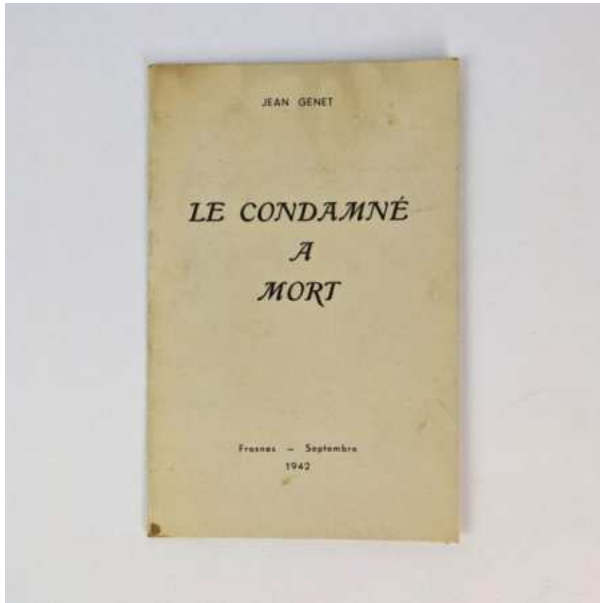 JEAN GENET
LE CONDAMNÉ
A
MORT
Fresnes – Septembre
1942